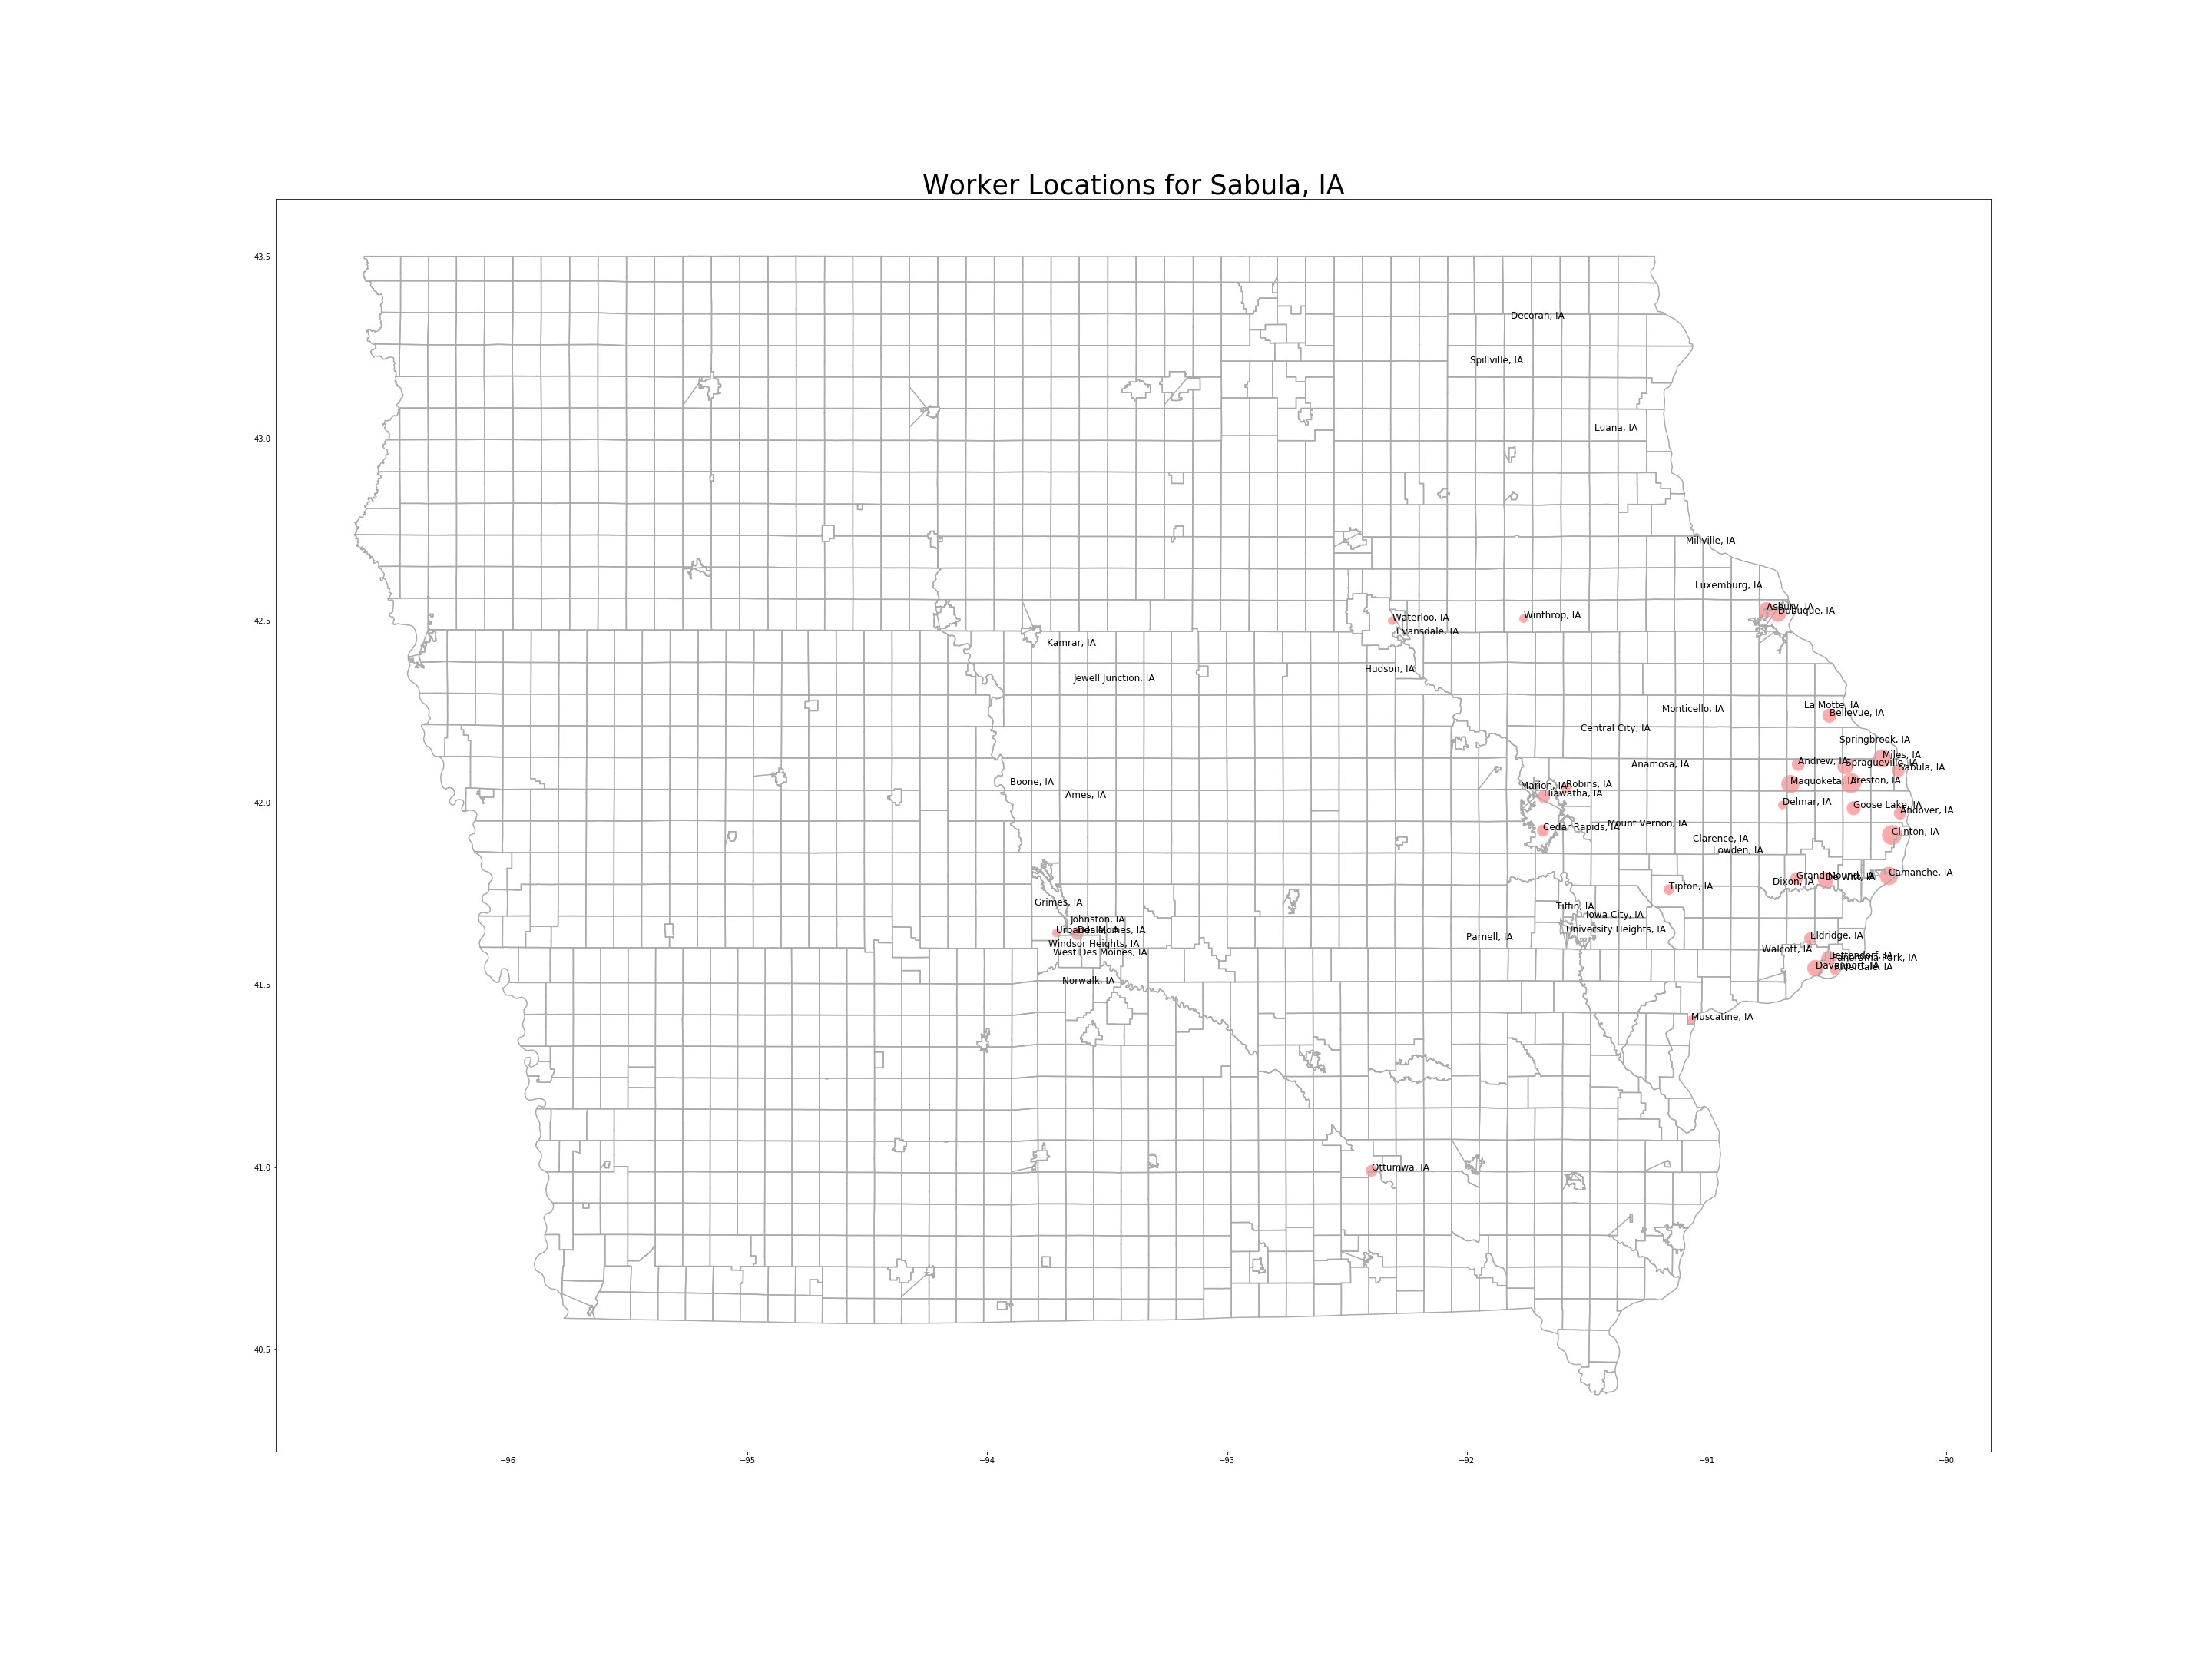 Worker Locations for Sabula, IA
43.5
Decorah, IA
Spillville, IA
43.0
Luana, IA
Millville, IA
Luxemburg, IA
Asbury, IA
Dubuque, IA
42.5
Waterloo, IA
Winthrop, IA
Evansdale, IA
Kamrar, IA
Hudson, IA
Jewell Junction, IA
La Motte, IA
Monticello, IA
Bellevue, IA
Central City, IA
Springbrook, IA
Miles, IA
Andrew, IA
Spragueville, IA
Anamosa, IA
Sabula, IA
Boone, IA
Maquoketa, IA
Preston, IA
Marion, IA
Robins, IA
Hiawatha, IA
Ames, IA
42.0
Delmar, IA
Goose Lake, IA
Andover, IA
Mount Vernon, IA
Cedar Rapids, IA
Clinton, IA
Clarence, IA
Lowden, IA
Camanche, IA
Grand Mound, IA
De Witt, IA
Dixon, IA
Tipton, IA
Grimes, IA
Tiffin, IA
Iowa City, IA
Johnston, IA
Urbandale, IA
Des Moines, IA
University Heights, IA
Parnell, IA
Eldridge, IA
Windsor Heights, IA
Walcott, IA
West Des Moines, IA
Bettendorf, IA
Panorama Park, IA
Davenport, IA
Riverdale, IA
41.5
Norwalk, IA
Muscatine, IA
41.0
Ottumwa, IA
40.5
−96
−95
−94
−93
−92
−91
−90